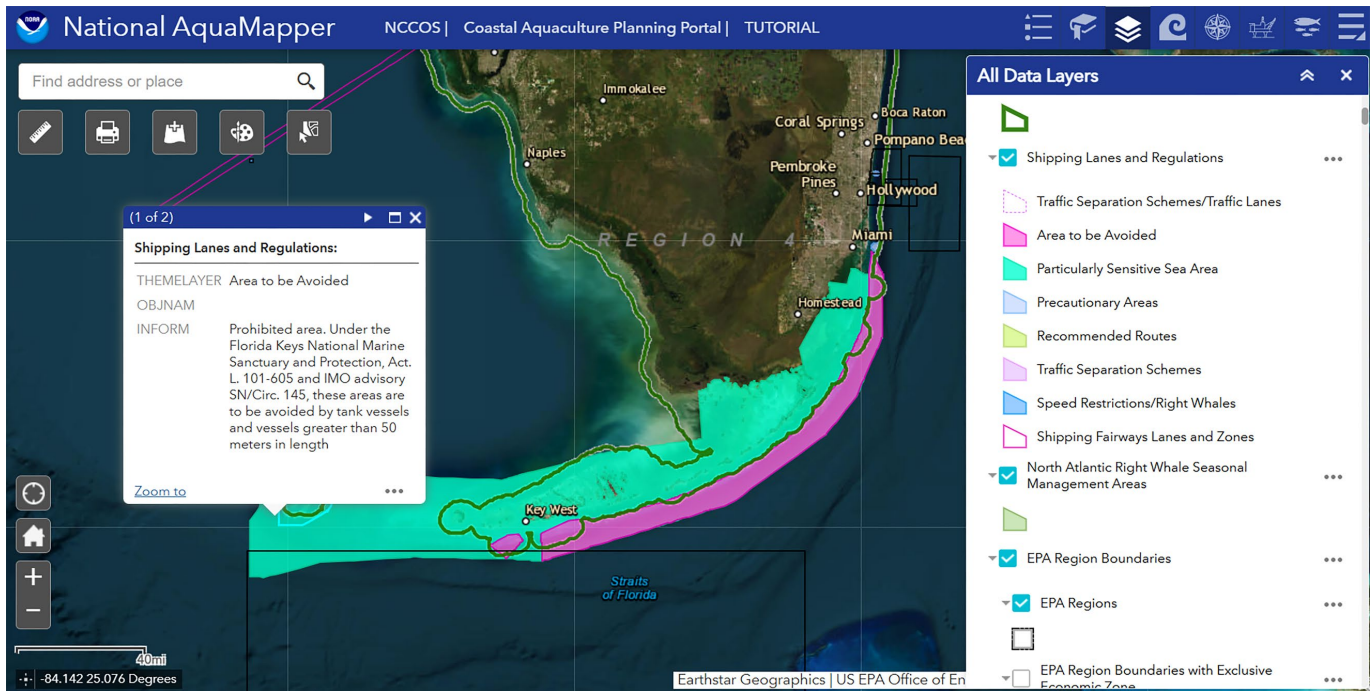 NOAA
National AquaMapper
NCCOS | Coastal Aquaculture Planning Portal | TUTORIAL
Find address or place
All Data Layers
Shipping Lanes and Regulations
Traffic Separation Schemes/Traffic Lanes
Area to be Avoided
Particularly Sensitive Sea Area
Precautionary Areas
Recommended Routes
Traffic Separation Schemes
Speed Restrictions/Right Whales
Shipping Fairways Lanes and Zones
North Atlantic Right Whale Seasonal
Management Areas
EPA Region Boundaries
EPA Regions
EPA Region Boundaries with Exclusive
Economic Zone
Immokalee
Boca Raton
Coral Springs
Pompano Bea
Naples
Pembroke
Pines
Hollywood
REGION 4
Miami
Homestead
Key West
Straits
of Florida
(1 of 2)
Shipping Lanes and Regulations:
THEMELAYER Area to be Avoided
OBJNAM
INFORM Prohibited area. Under the
Florida Keys National Marine
Sanctuary and Protection, Act.
L. 101-605 and IMO advisory
SN/Circ. 145, these areas are
to be avoided by tank vessels
and vessels greater than 50
meters in length
Zoom to
40mi
-84.142 25.076 Degrees
Earthstar Geographics | US EPA Office of En